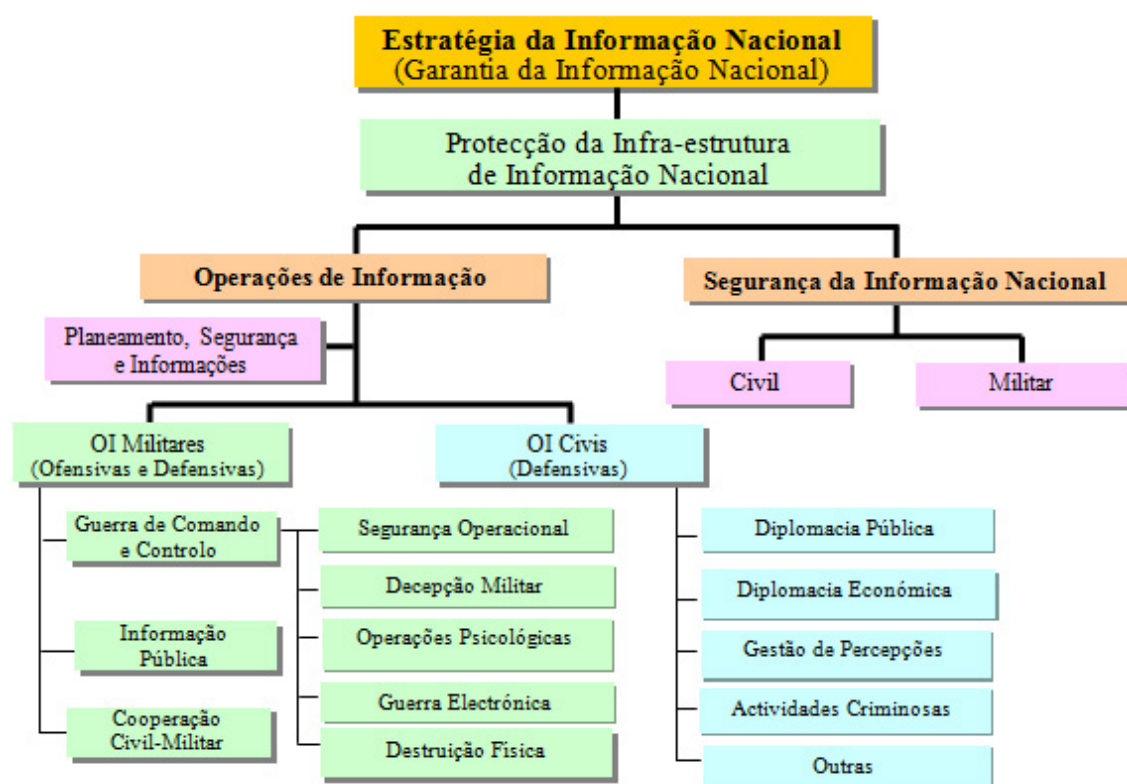 Estratégia da Informação Nacional
(Garantia da Informação Nacional)
Protecção da Infra-estrutura
de Informação Nacional
Operações de Informação
Segurança da Informação Nacional
Planeamento, Segurança
e Informações
Civil
Militar
OI Militares
(Ofensivas e Defensivas)
OI Civis
(Defensivas)
Guerra de Comando
e Controlo
Informação
Pública
Cooperação
Civil-Militar
Segurança Operacional
Decepção Militar
Operações Psicológicas
Guerra Electrónica
Destruição Física
Diplomacia Pública
Diplomacia Económica
Gestão de Percepções
Actividades Criminosas
Outras